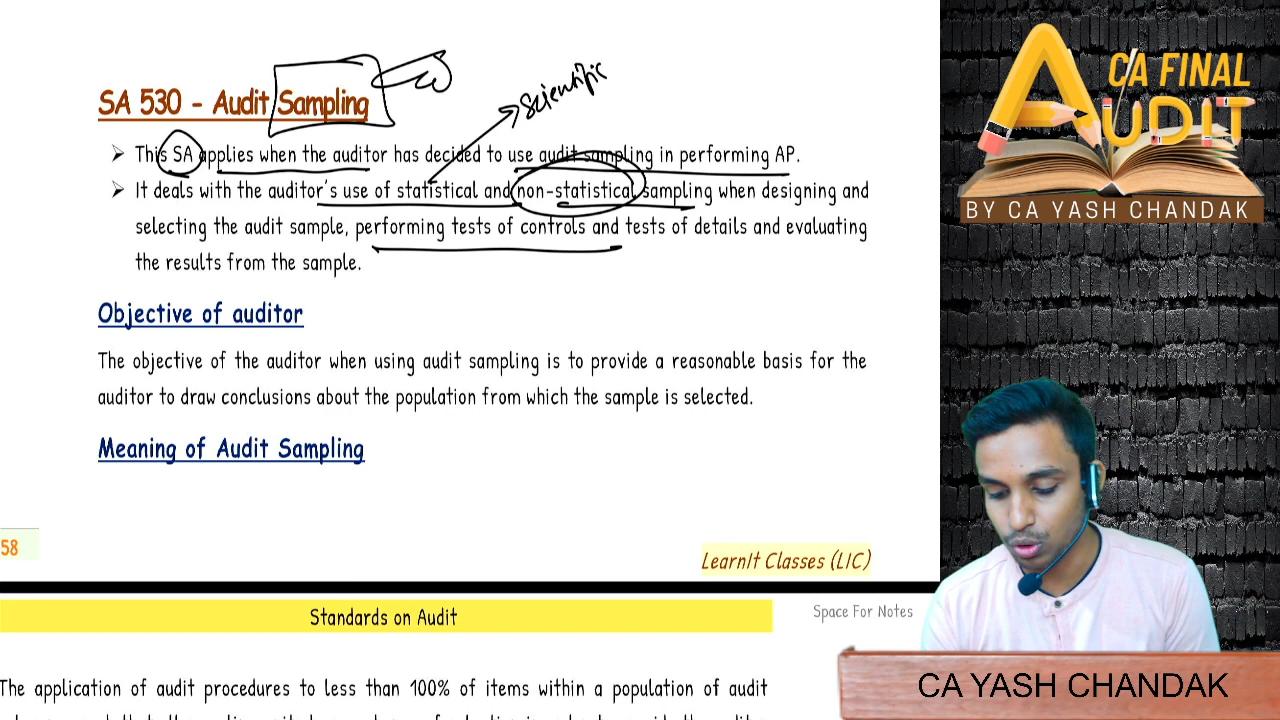 SA 530 - Audit Sampling
Scientific
➢ This SA applies when the auditor has decided to use audit sampling in performing AP.
➢ It deals with the auditor's use of statistical and non-statistical sampling when designing and
selecting the audit sample, performing tests of controls and tests of details and evaluating
the results from the sample.
Objective of auditor
The objective of the auditor when using audit sampling is to provide a reasonable basis for the
auditor to draw conclusions about the population from which the sample is selected.
Meaning of Audit Sampling
58
LearnIt Classes (LIC)
Standards on Audit
Space For Notes
The application of audit procedures to less than 100% of items within a population of audit
CA FINAL
AUDIT
BY CA YASH CHANDAK
CA YASH CHANDAK